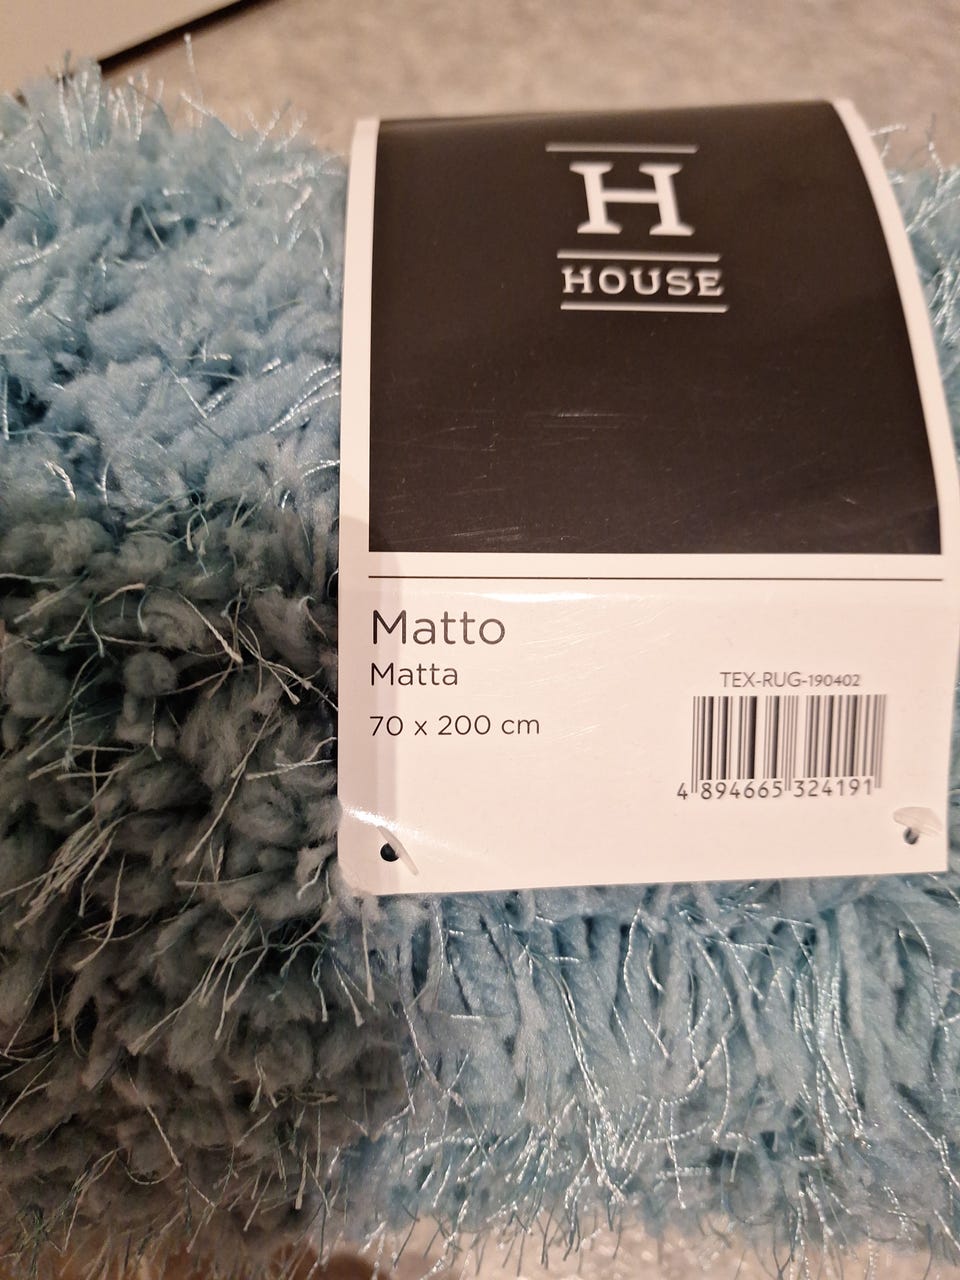 H
HOUSE
Matto
Matta
70 x 200 cm
TEX-RUG-190402
4 894665 324191